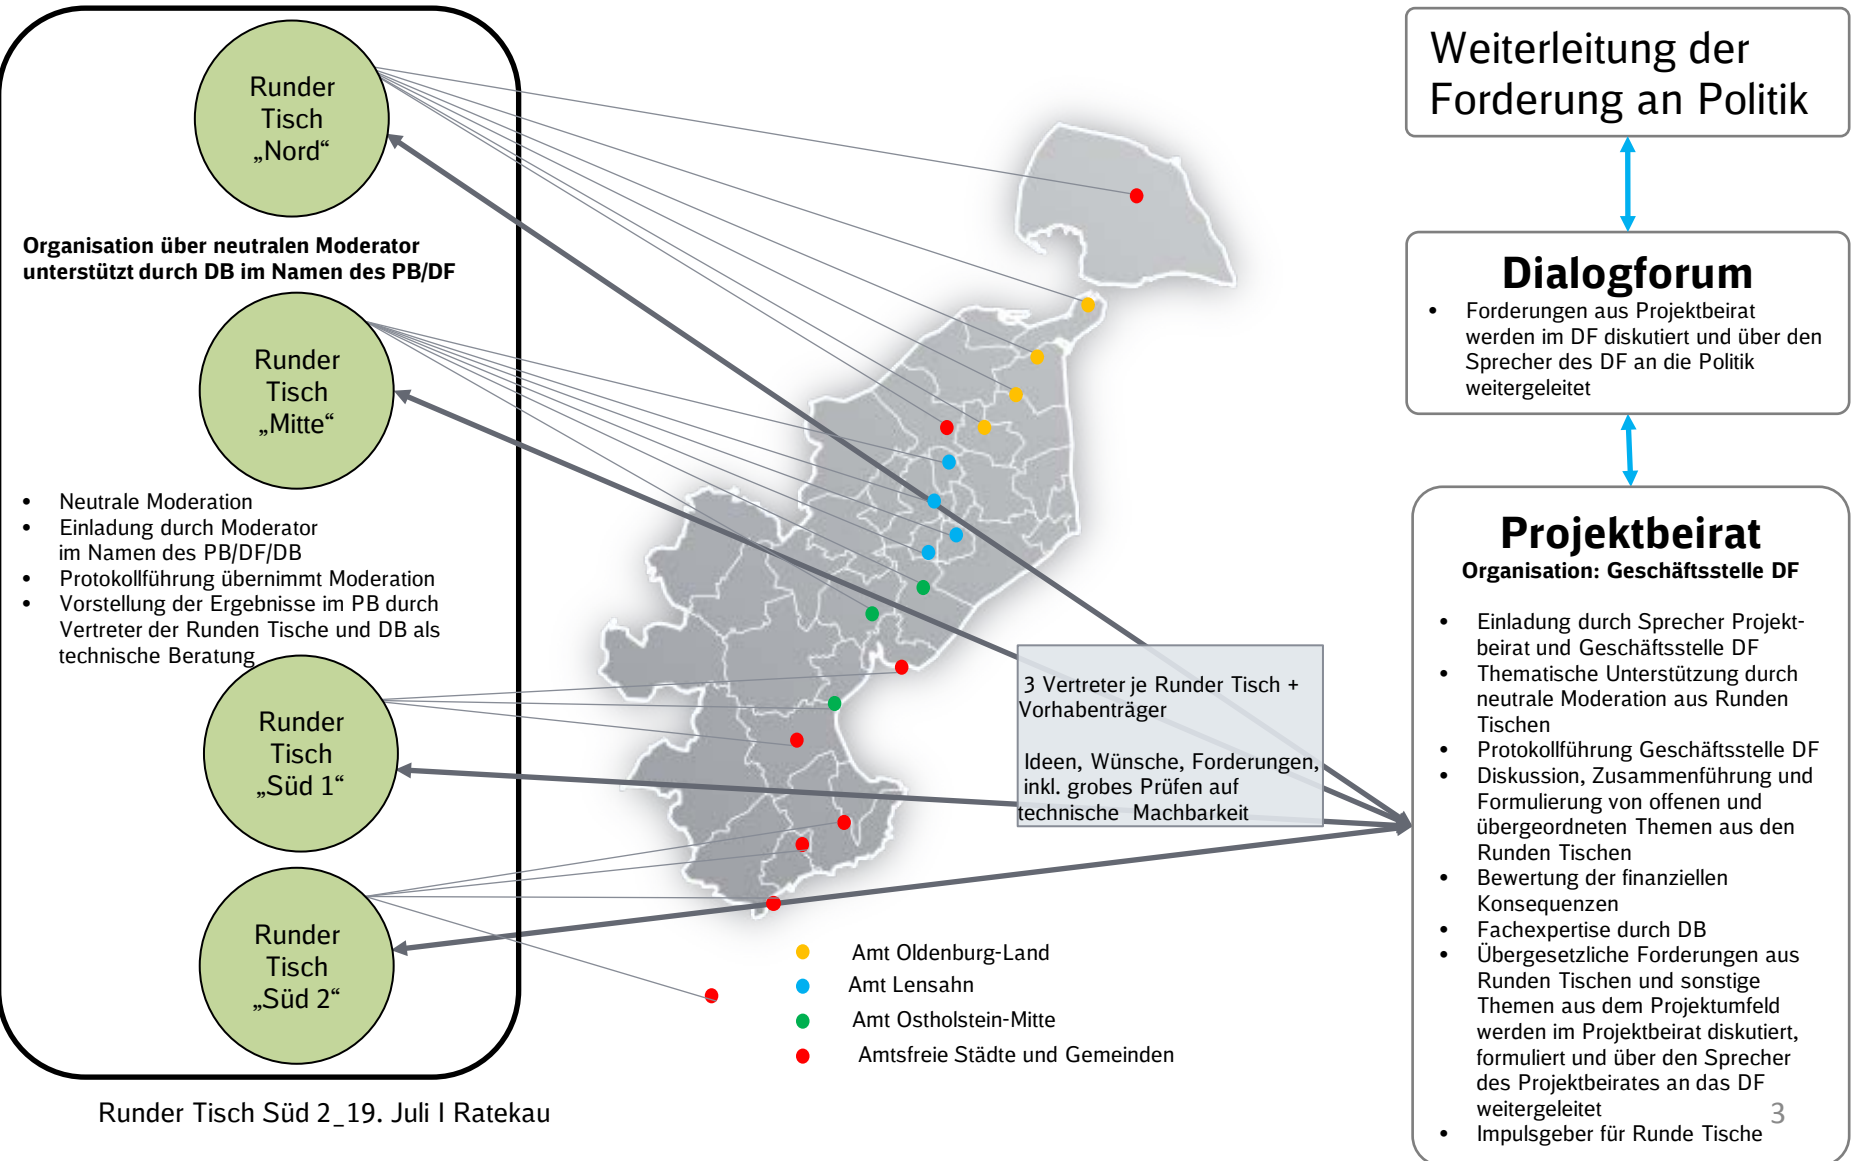 Runder
Tisch
„Nord“
Organisation über neutralen Moderator
unterstützt durch DB im Namen des PB/DF
Runder
Tisch
„Mitte“
• Neutrale Moderation
• Einladung durch Moderator
im Namen des PB/DF/DB
• Protokollführung übernimmt Moderation
• Vorstellung der Ergebnisse im PB durch
Vertreter der Runden Tische und DB als
technische Beratung
Runder
Tisch
„Süd 1“
Runder
Tisch
„Süd 2“
3 Vertreter je Runder Tisch +
Vorhabenträger
Ideen, Wünsche, Forderungen,
inkl. grobes Prüfen auf
technische Machbarkeit
Amt Oldenburg-Land
Amt Lensahn
Amt Ostholstein-Mitte
Amtsfreie Städte und Gemeinden
Weiterleitung der
Forderung an Politik
Dialogforum
• Forderungen aus Projektbeirat
werden im DF diskutiert und über den
Sprecher des DF an die Politik
weitergeleitet
Projektbeirat
Organisation: Geschäftsstelle DF
• Einladung durch Sprecher Projekt-
beirat und Geschäftsstelle DF
• Thematische Unterstützung durch
neutrale Moderation aus Runden
Tischen
• Protokollführung Geschäftsstelle DF
• Diskussion, Zusammenführung und
Formulierung von offenen und
übergeordneten Themen aus den
Runden Tischen
• Bewertung der finanziellen
Konsequenzen
• Fachexpertise durch DB
• Übergesetzliche Forderungen aus
Runden Tischen und sonstige
Themen aus dem Projektumfeld
werden im Projektbeirat diskutiert,
formuliert und über den Sprecher
des Projektbeirates an das DF
weitergeleitet
• Impulsgeber für Runde Tische
Runder Tisch Süd 2_19. Juli I Ratekau
3